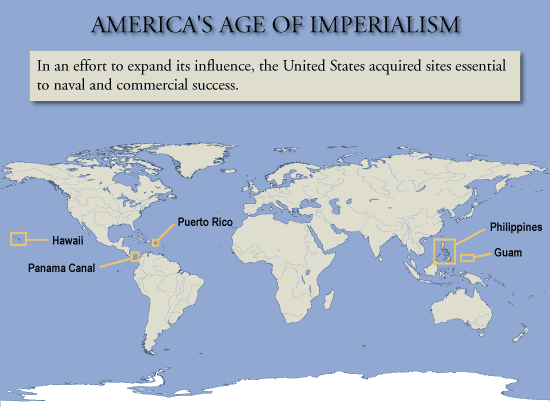 AMERICA'S AGE OF IMPERIALISM
In an effort to expand its influence, the United States acquired sites essential
to naval and commercial success.
Puerto Rico
Philippines
Hawaii
Guam
Panama Canal